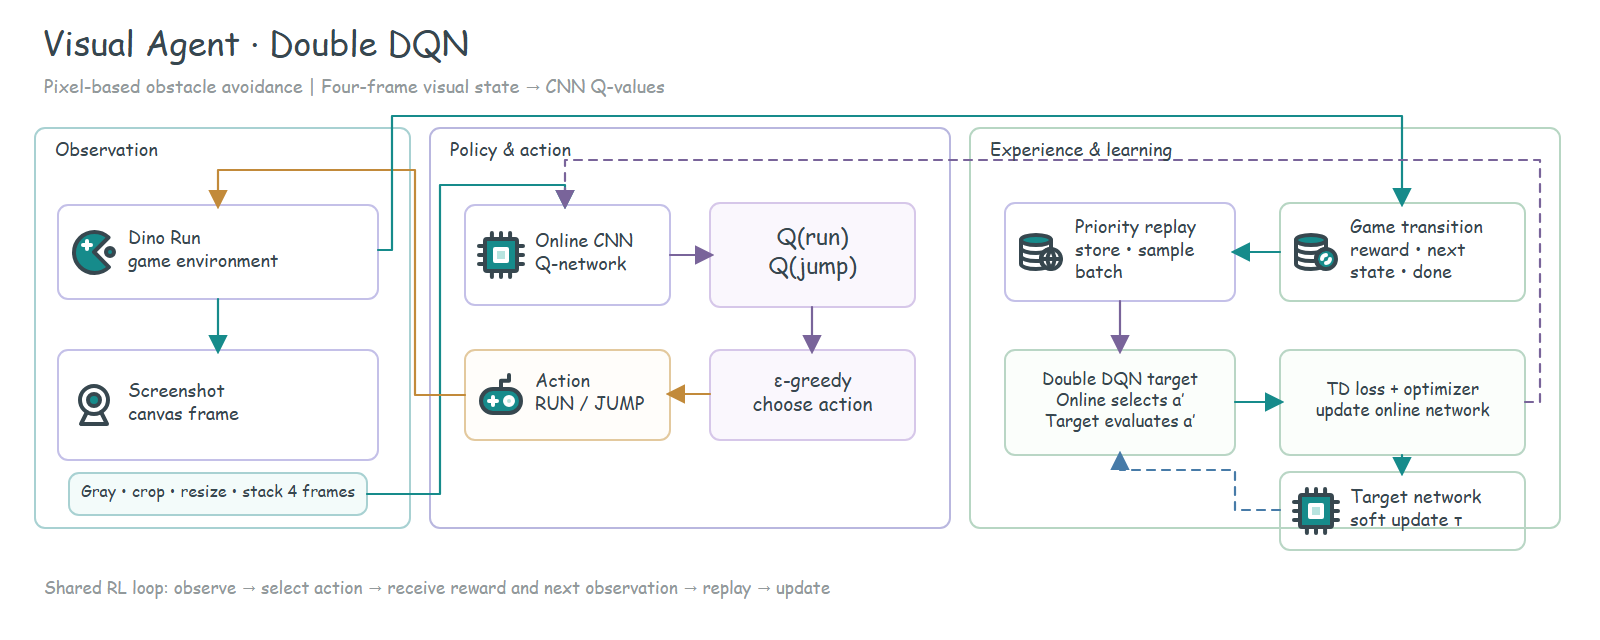 Visual Agent · Double DQN
Pixel-based obstacle avoidance | Four-frame visual state → CNN Q-values
Observation
Dino Run
game environment
Screenshot
canvas frame
Gray • crop • resize • stack 4 frames
Policy & action
Online CNN
Q-network
Q(run)
Q(jump)
Action
RUN / JUMP
ε-greedy
choose action
Experience & learning
Priority replay
store • sample
batch
Game transition
reward • next
state • done
Double DQN target
Online selects a′
Target evaluates a′
TD loss + optimizer
update online network
Target network
soft update τ
Shared RL loop: observe → select action → receive reward and next observation → replay → update